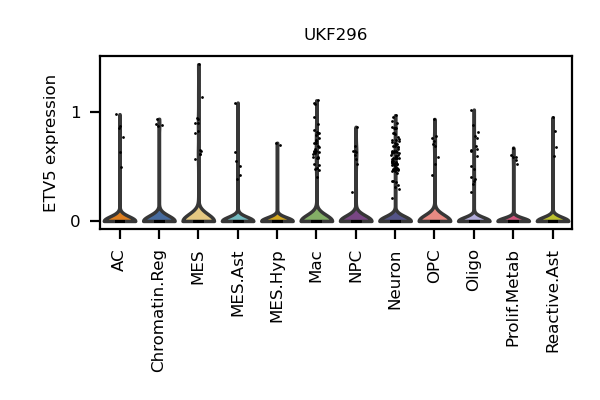 UKF296
ETV5 expression
1
0
AC
Chromatin.Reg
MES
MES.Ast
MES.Hyp
Mac
NPC
Neuron
OPC
Oligo
Prolif.Metab
Reactive.Ast